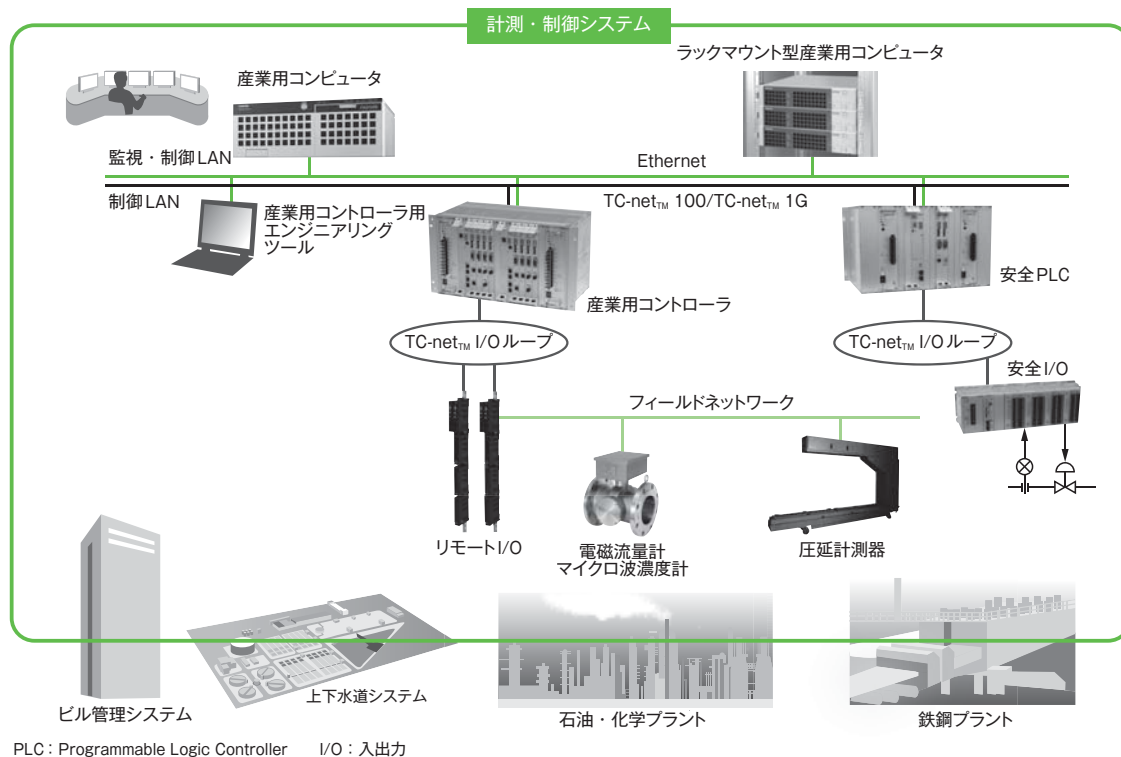 計測・制御システム
ラックマウント型産業用コンピュータ
産業用コンピュータ
監視・制御LAN
Ethernet
制御LAN
TC-net™ 100/TC-net™ 1G
産業用コントローラ用
エンジニアリング
ツール
安全PLC
産業用コントローラ
TC-net™ I/Oループ
TC-net™ I/Oループ
安全I/O
フィールドネットワーク
リモートI/O
電磁流量計
マイクロ波濃度計
圧延計測器
上下水道システム
ビル管理システム
石油・化学プラント
鉄鋼プラント
PLC：Programmable Logic Controller I/O：入出力